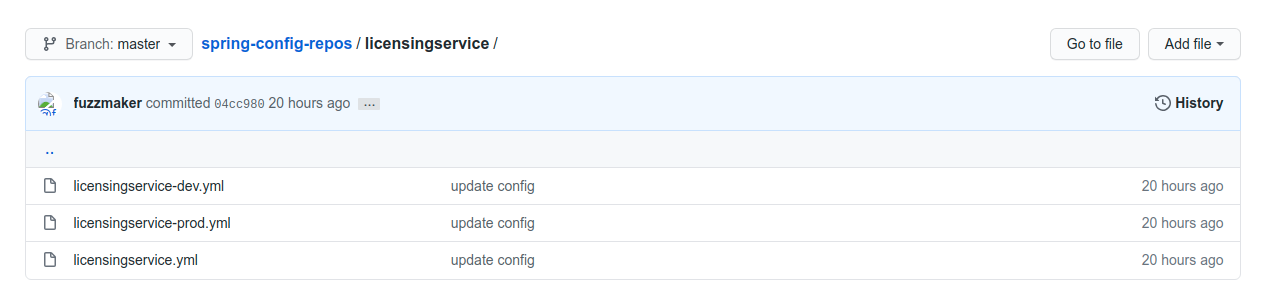 Branch: master spring-config-repos / licensingservice / Go to file Add file
fuzzmaker committed 04cc980 20 hours ago ... History
..
licensingservice-dev.yml update config 20 hours ago
licensingservice-prod.yml update config 20 hours ago
licensingservice.yml update config 20 hours ago